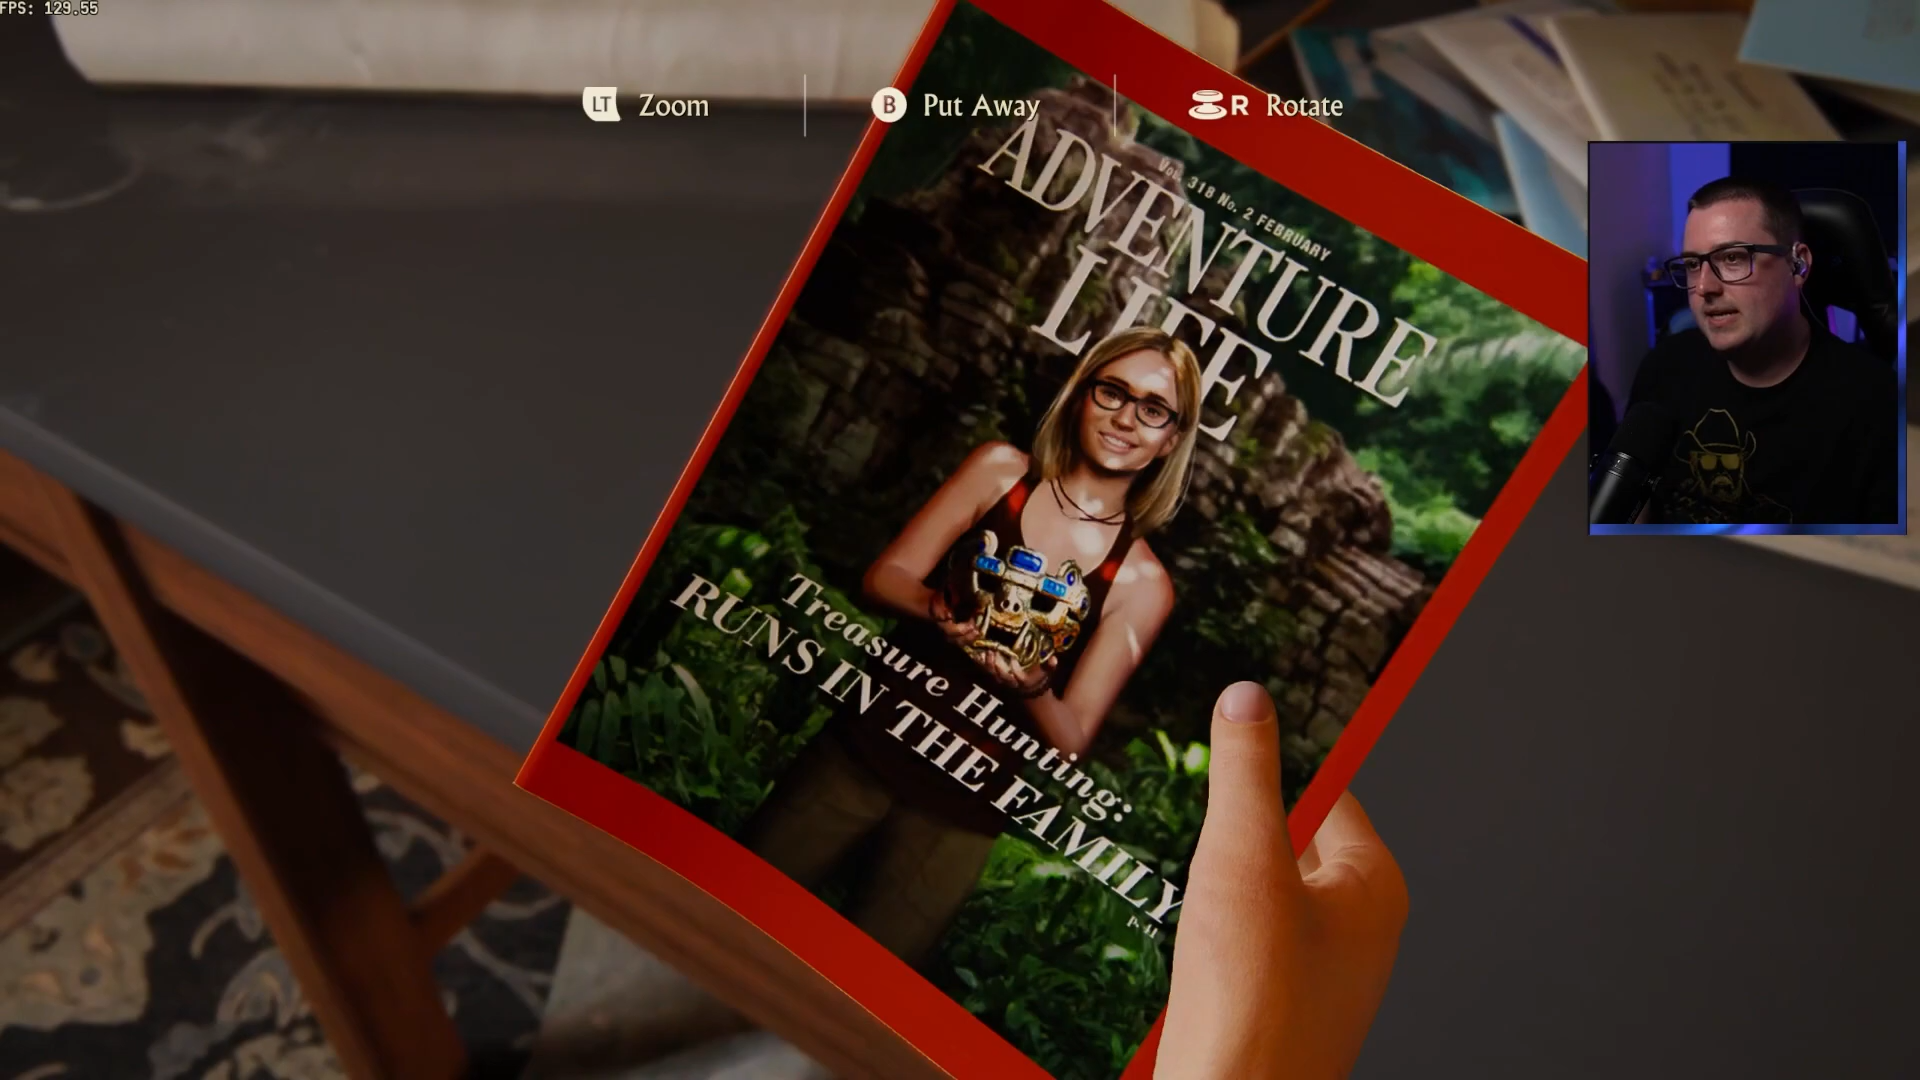 FPS: 129.55
LT Zoom
B Put Away
R Rotate
Vol. 318 No. 2 FEBRUARY
ADVENTURE
LIFE
Treasure Hunting:
RUNS IN THE FAMILY
P. 41